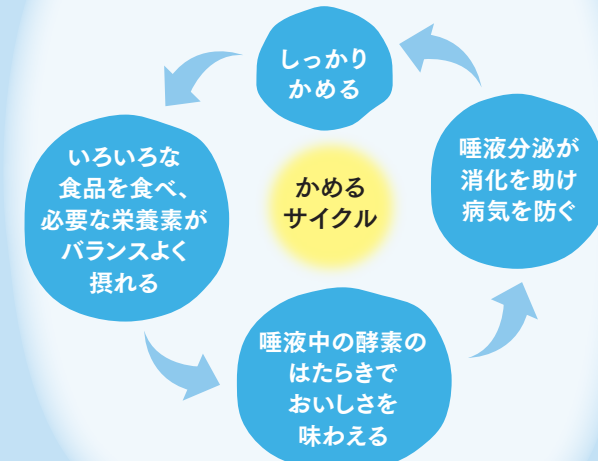 しっかり
かめる
いろいろな
食品を食べ、
必要な栄養素が
バランスよく
摂れる
唾液中の酵素の
はたらきで
おいしさを
味わえる
唾液分泌が
消化を助け
病気を防ぐ
かめる
サイクル